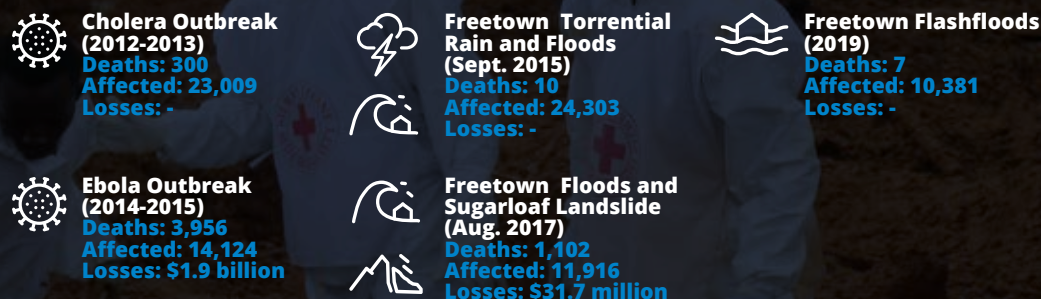 Cholera Outbreak
(2012-2013)
Deaths: 300
Affected: 23,009
Losses: -
Ebola Outbreak
(2014-2015)
Deaths: 3,956
Affected: 14,124
Losses: $1.9 billion
Freetown Torrential
Rain and Floods
(Sept. 2015)
Deaths: 10
Affected: 24,303
Losses: -
Freetown Floods and
Sugarloaf Landslide
(Aug. 2017)
Deaths: 1,102
Affected: 11,916
Losses: $31.7 million
Freetown Flashfloods
(2019)
Deaths: 7
Affected: 10,381
Losses: -